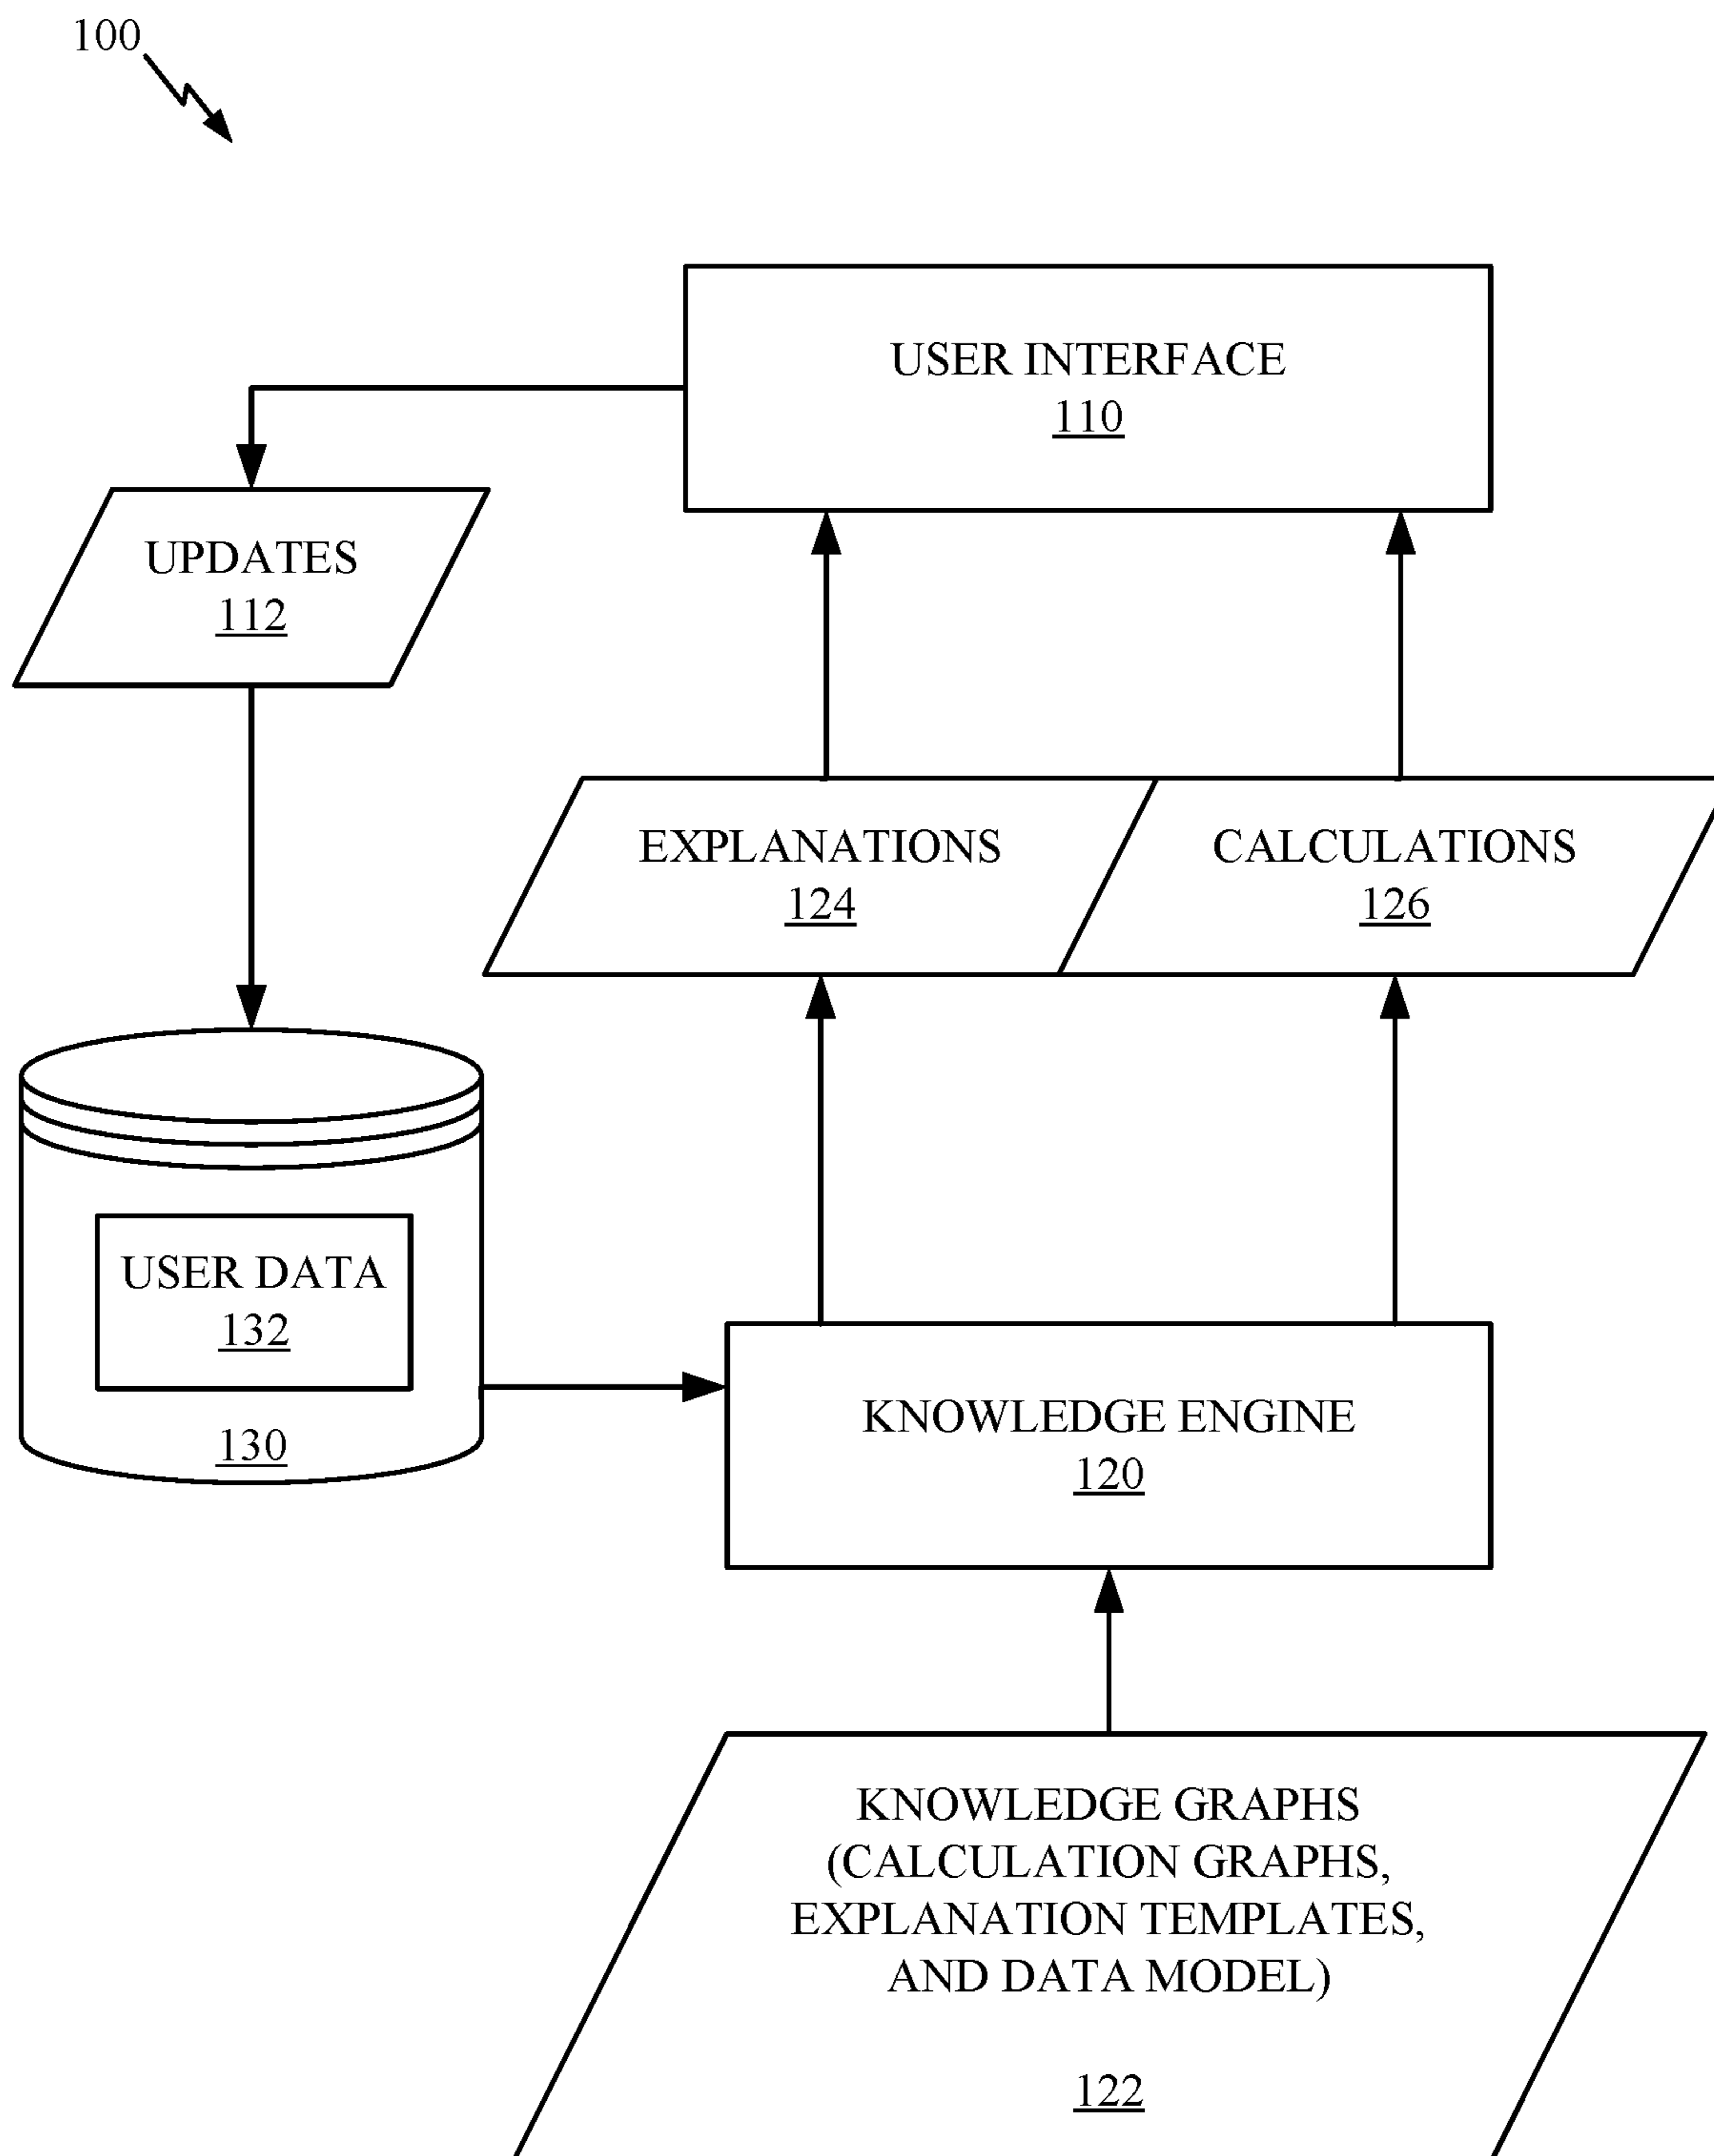 100
USER INTERFACE
110
UPDATES
112
EXPLANATIONS
124
CALCULATIONS
126
USER DATA
132
130
KNOWLEDGE ENGINE
120
KNOWLEDGE GRAPHS
(CALCULATION GRAPHS,
EXPLANATION TEMPLATES,
AND DATA MODEL)
122